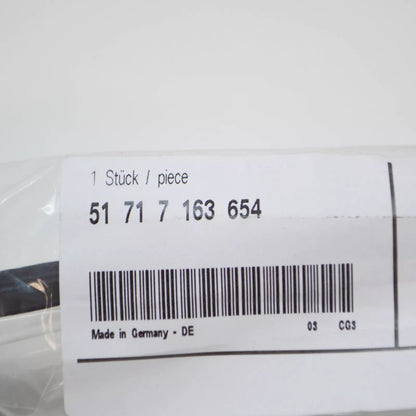 1 Stück / piece
51 71 7 163 654
Made in Germany - DE 03 CG3